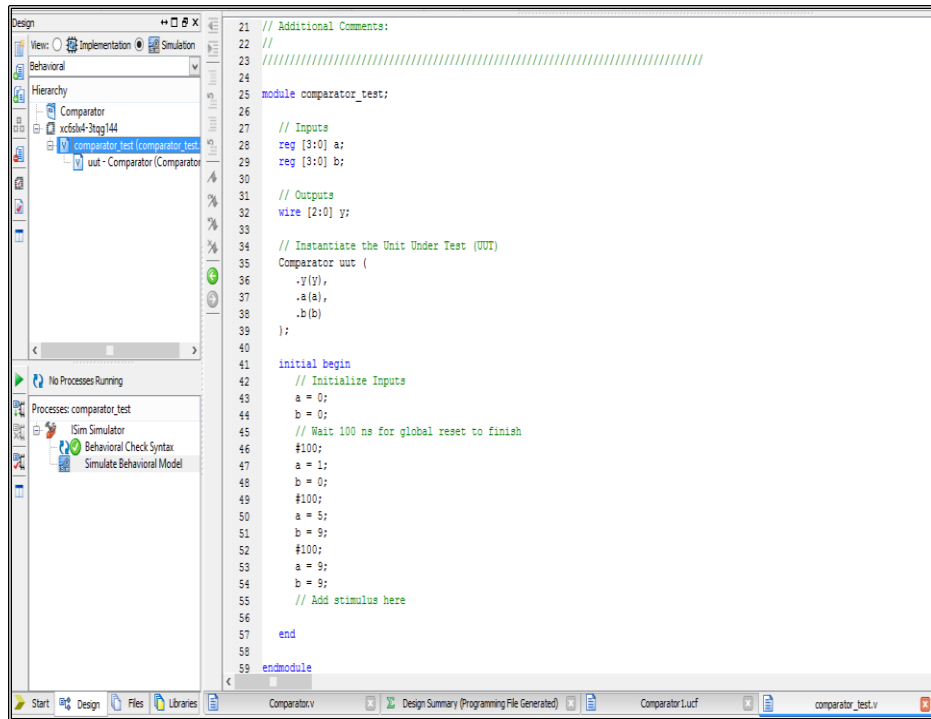 Design
View: Implementation Simulation
Behavioral
Hierarchy
Comparator
xc6slx4-3tqg144
comparator_test (comparator_test.
uut - Comparator (Comparator
No Processes Running
Processes: comparator_test
ISim Simulator
Behavioral Check Syntax
Simulate Behavioral Model
21 // Additional Comments:
22 //
23 ////////////////////////////////////////////////////////////////////////////////
24
25 module comparator_test;
26
27 // Inputs
28 reg [3:0] a;
29 reg [3:0] b;
30
31 // Outputs
32 wire [2:0] y;
33
34 // Instantiate the Unit Under Test (UUT)
35 Comparator uut (
36 .y(y),
37 .a(a),
38 .b(b)
39 );
40
41 initial begin
42 // Initialize Inputs
43 a = 0;
44 b = 0;
45 // Wait 100 ns for global reset to finish
46 #100;
47 a = 1;
48 b = 0;
49 #100;
50 a = 5;
51 b = 9;
52 #100;
53 a = 9;
54 b = 9;
55 // Add stimulus here
56
57 end
58
59 endmodule
Start Design Files Libraries
Comparator.v Design Summary (Programming File Generated) Comparator1.ucf comparator_test.v